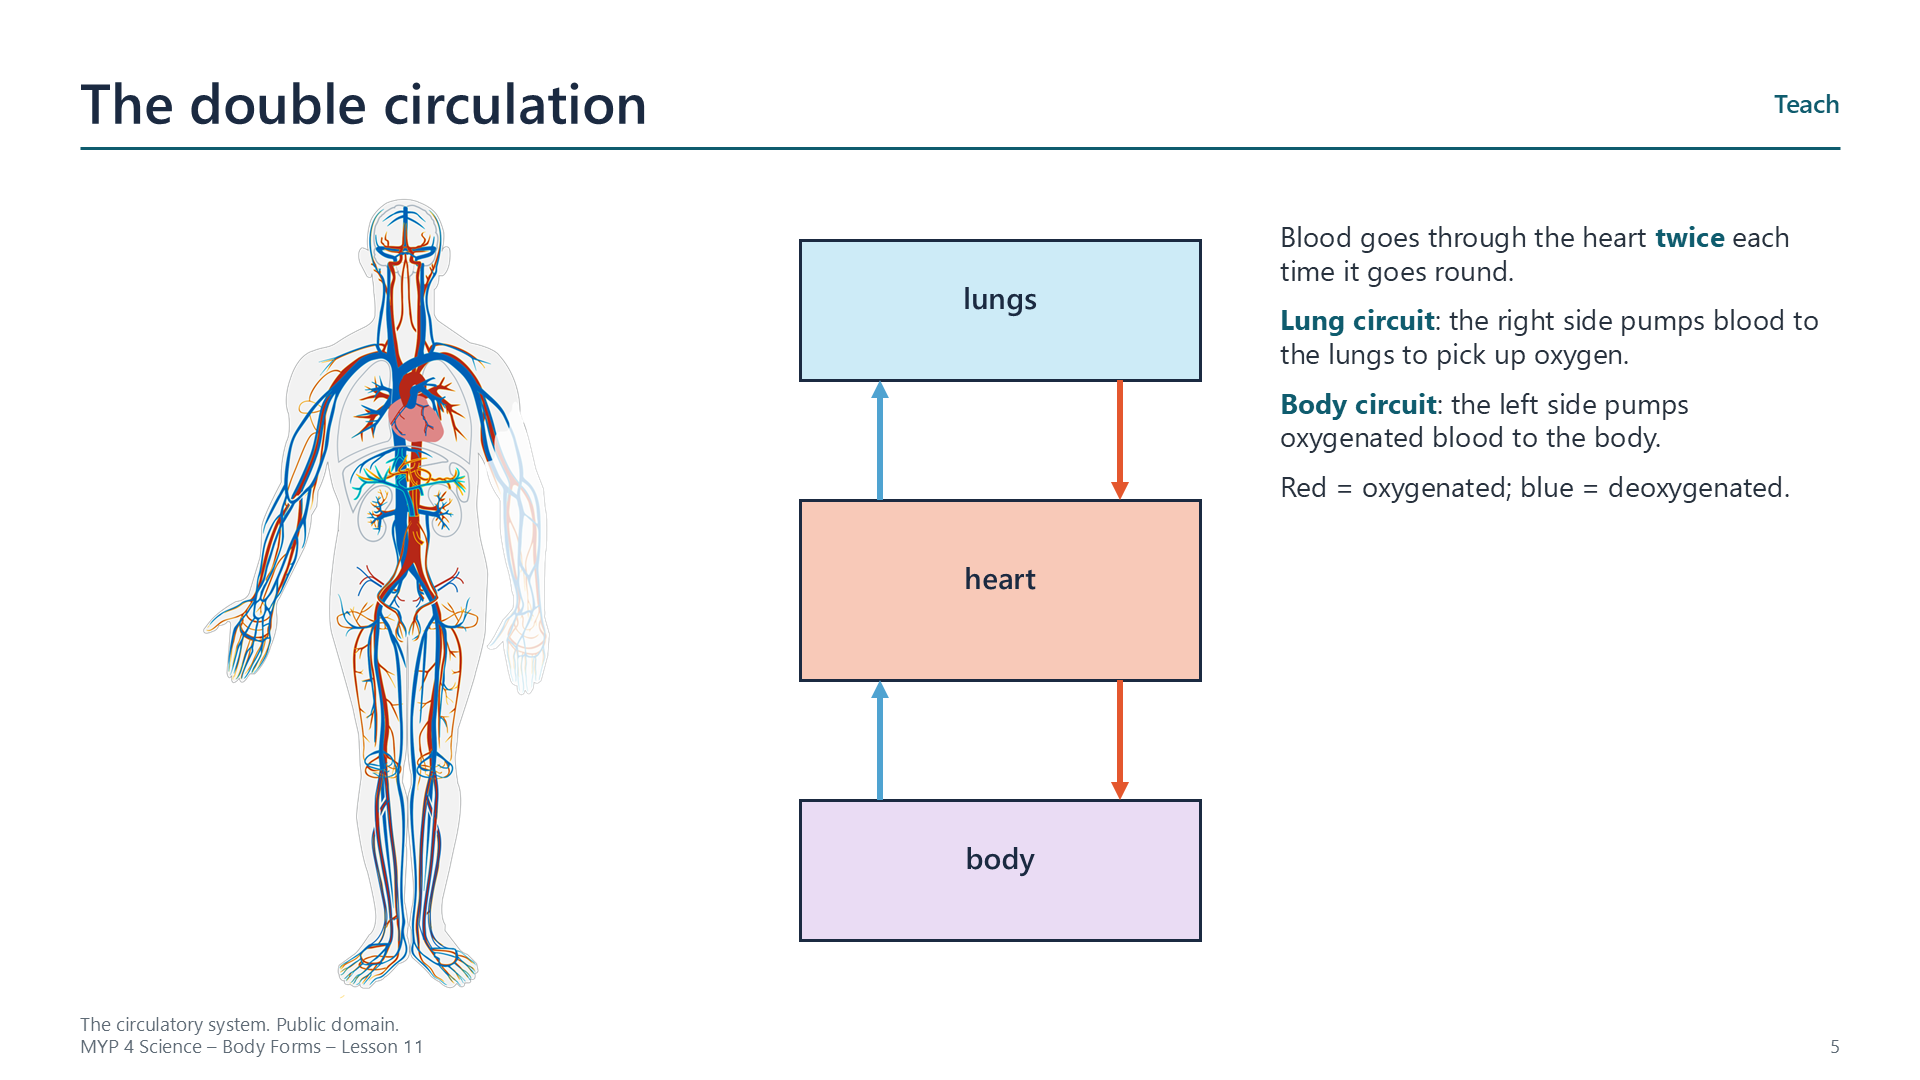 The double circulation
Teach
lungs
heart
body
Blood goes through the heart twice each
time it goes round.
Lung circuit: the right side pumps blood to
the lungs to pick up oxygen.
Body circuit: the left side pumps
oxygenated blood to the body.
Red = oxygenated; blue = deoxygenated.
The circulatory system. Public domain.
MYP 4 Science – Body Forms – Lesson 11
5